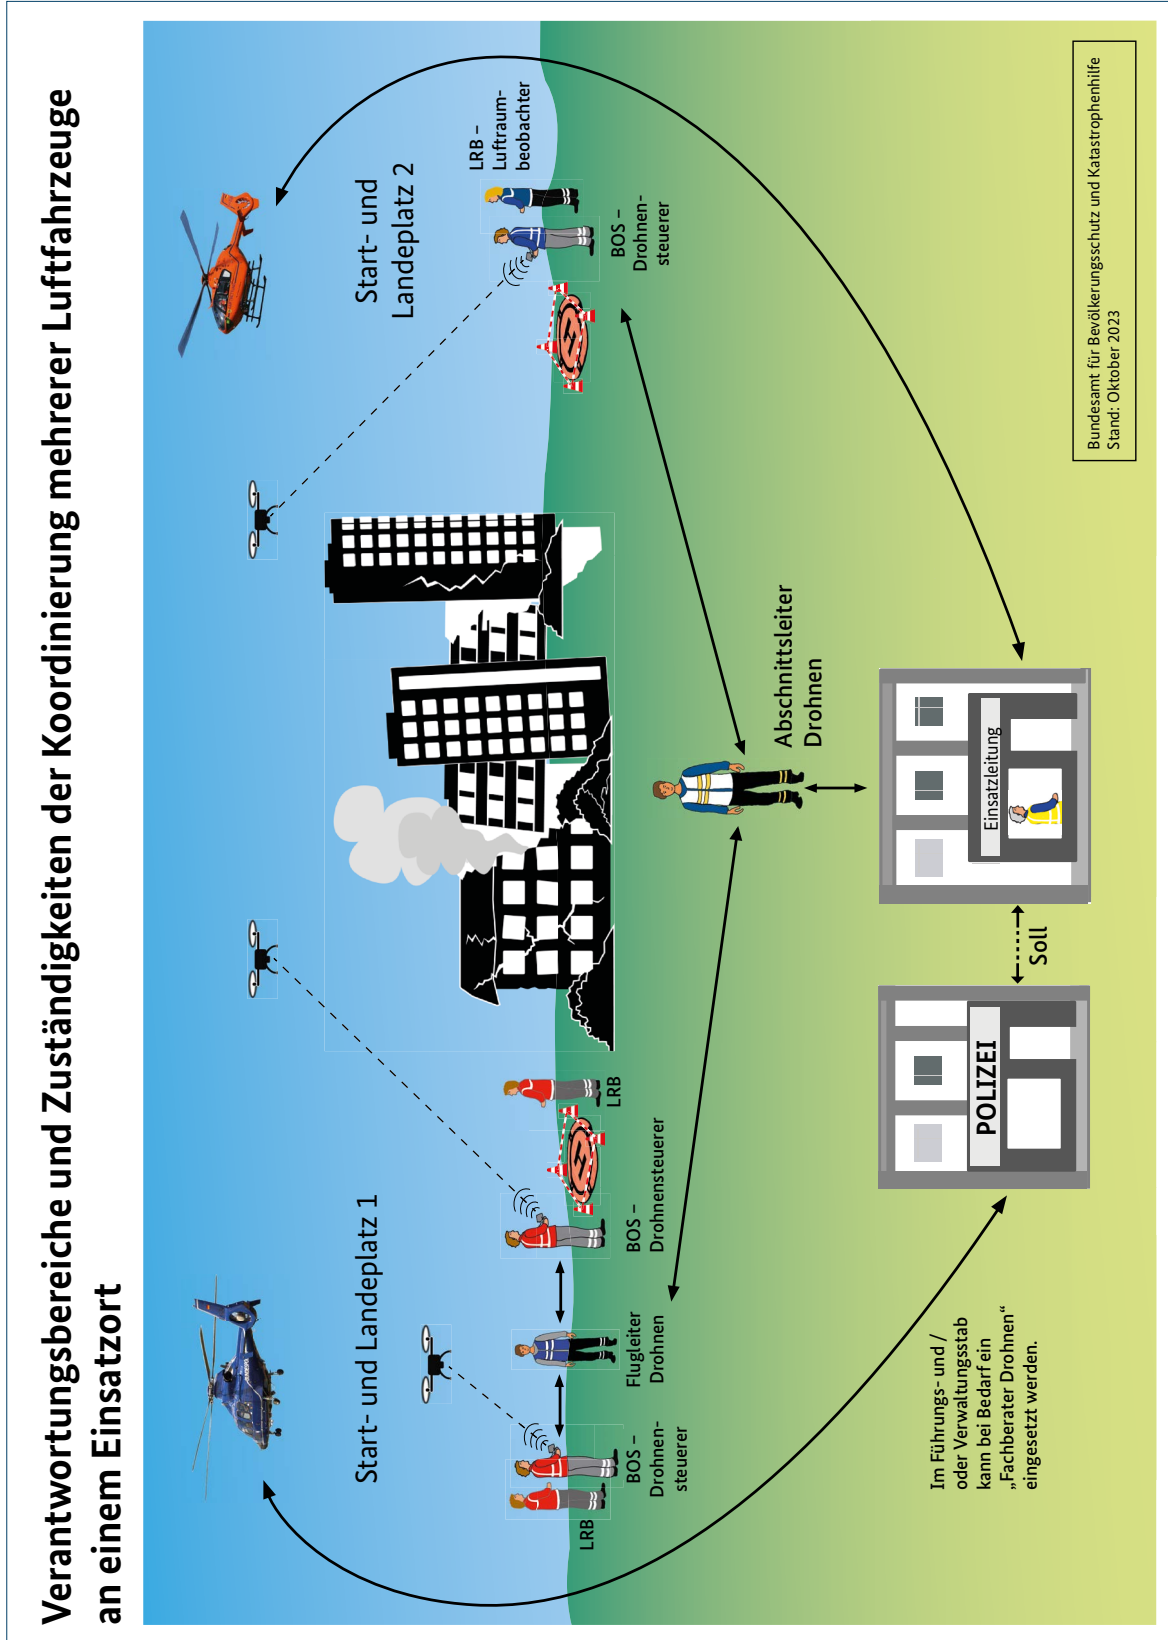 Verantwortungsbereiche und Zuständigkeiten der Koordinierung mehrerer Luftfahrzeuge
an einem Einsatzort
Start- und Landeplatz 1
Start- und
Landeplatz 2
LRB –
Luftraum-
beobachter
BOS –
Drohnen-
steuerer
LRB
BOS –
Drohnen-
steuerer
Flugleiter
Drohnen
BOS –
Drohnensteuerer
LRB
Abschnittsleiter
Drohnen
Im Führungs- und /
oder Verwaltungsstab
kann bei Bedarf ein
„Fachberater Drohnen“
eingesetzt werden.
POLIZEI
Soll
Einsatzleitung
Bundesamt für Bevölkerungsschutz und Katastrophenhilfe
Stand: Oktober 2023